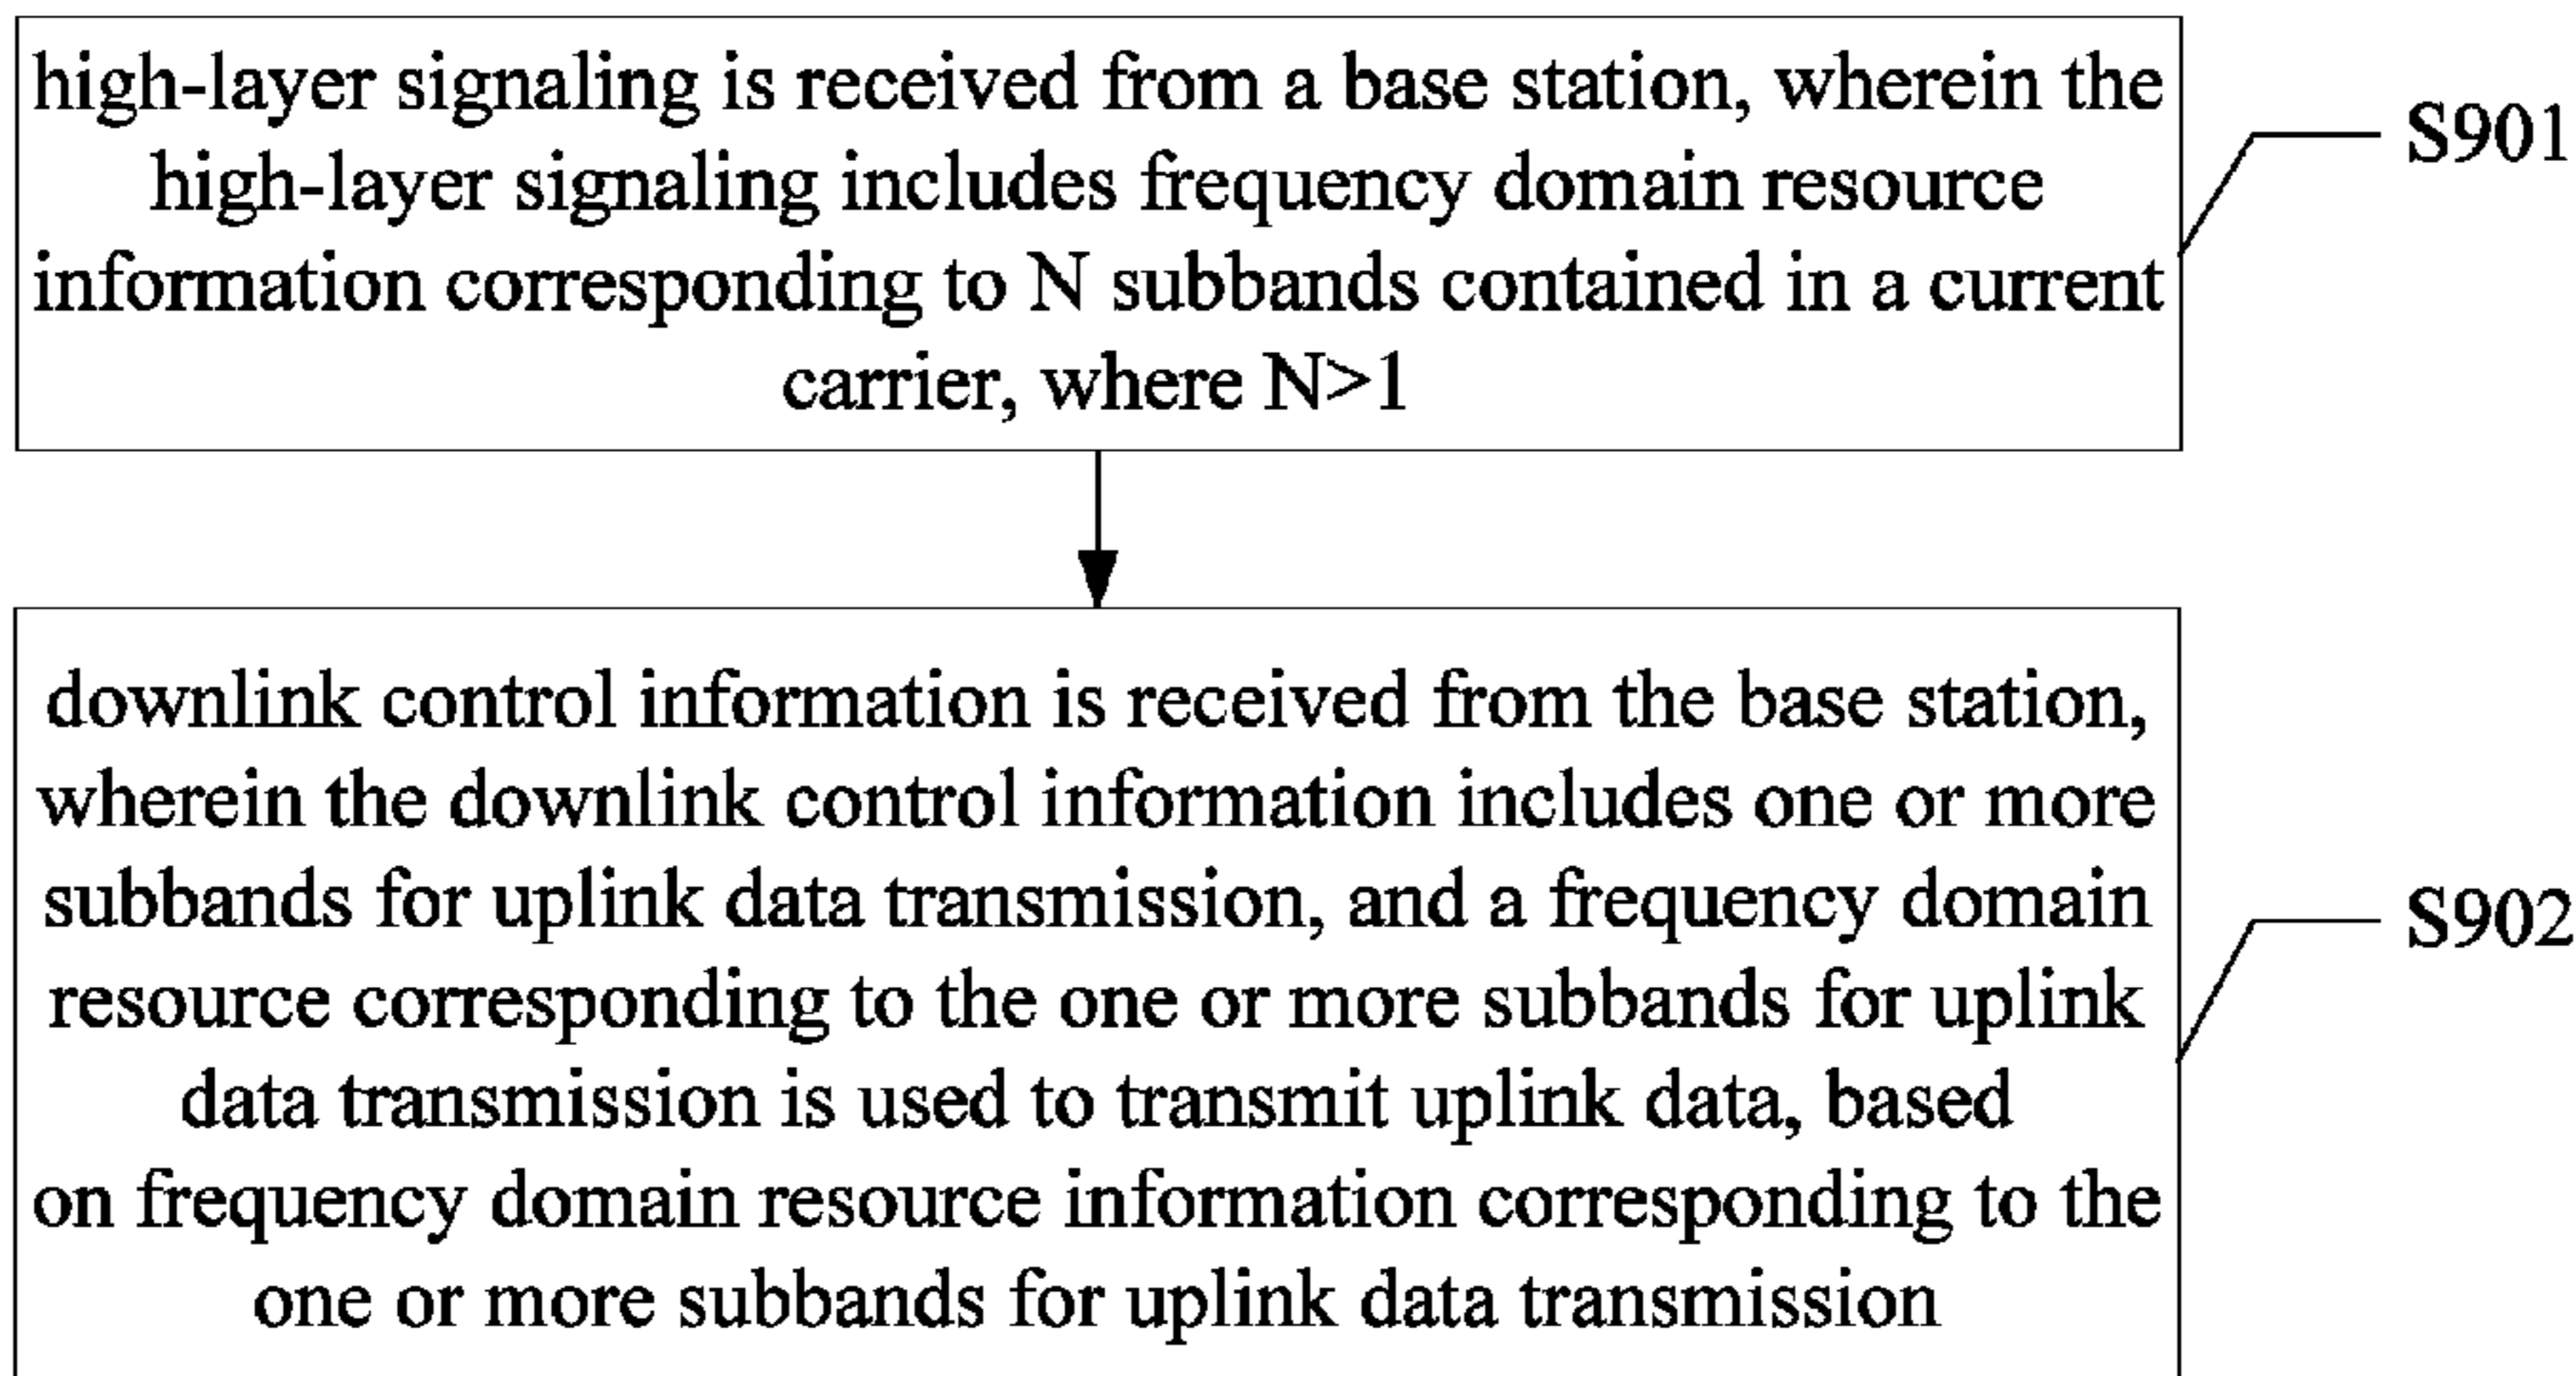 high-layer signaling is received from a base station, wherein the
high-layer signaling includes frequency domain resource
information corresponding to N subbands contained in a current
carrier, where N>1
S901
downlink control information is received from the base station,
wherein the downlink control information includes one or more
subbands for uplink data transmission, and a frequency domain
resource corresponding to the one or more subbands for uplink
data transmission is used to transmit uplink data, based
on frequency domain resource information corresponding to the
one or more subbands for uplink data transmission
S902